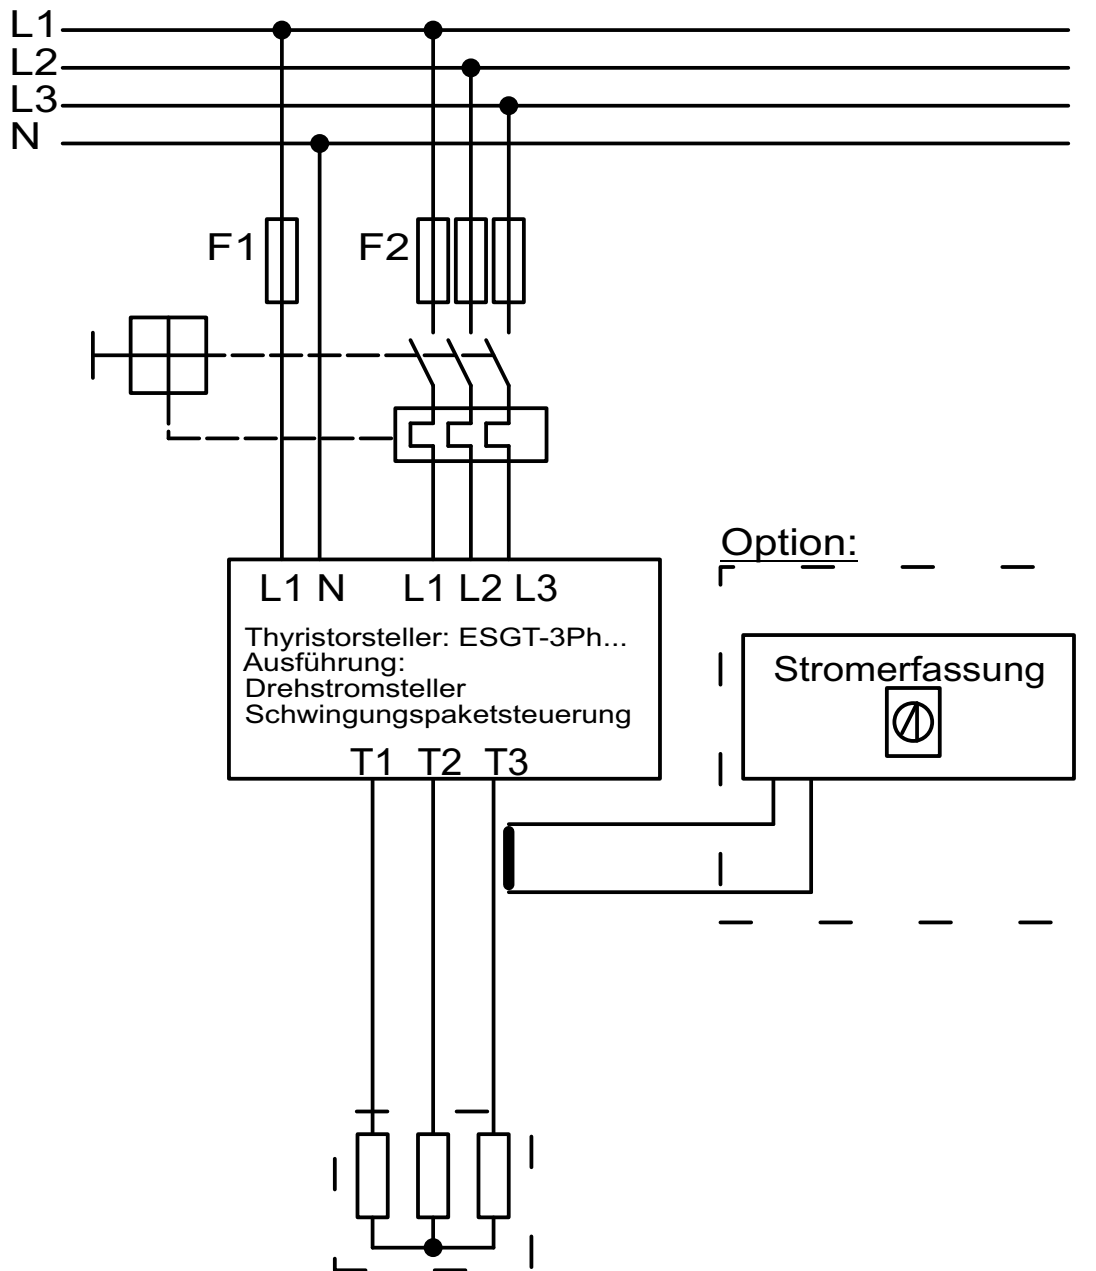 L1
L2
L3
N
F1 F2
Option:
L1 N L1 L2 L3
Thyristorsteller: ESGT-3Ph...
Ausführung:
Drehstromsteller
Schwingungspaketsteuerung
T1 T2 T3
Stromerfassung